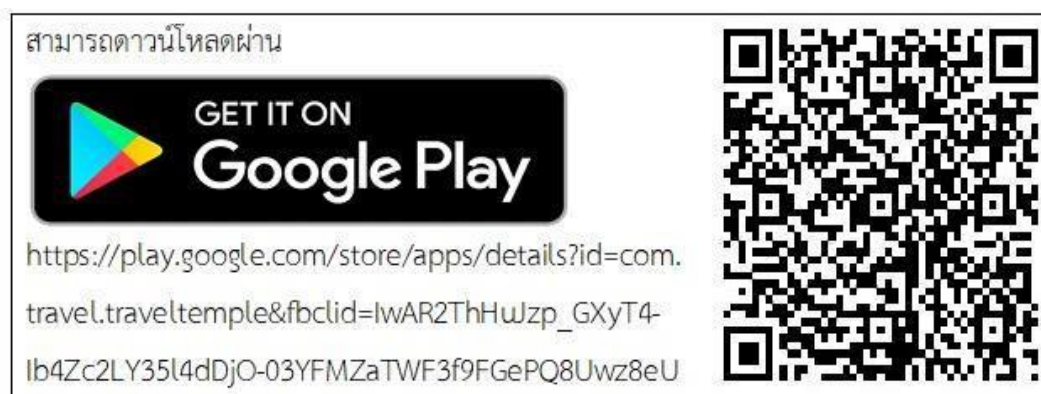 สามารถดาวน์โหลดผ่าน
GET IT ON
Google Play
https://play.google.com/store/apps/details?id=com.
travel.traveltemple&fbclid=IwAR2ThHwJzp_GXyT4-
Ib4Zc2LY35l4dDjO-03YFMZaTWF3f9FGePQ8Uwz8eU